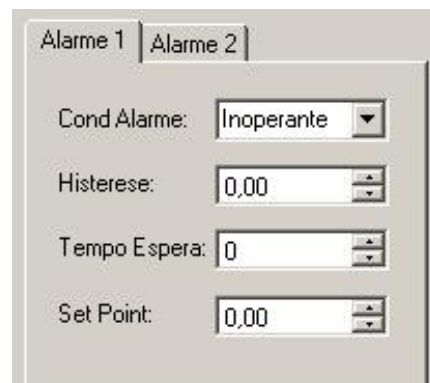 Alarme 1 Alarme 2
Cond Alarme: Inoperante
Histerese: 0,00
Tempo Espera: 0
Set Point: 0,00